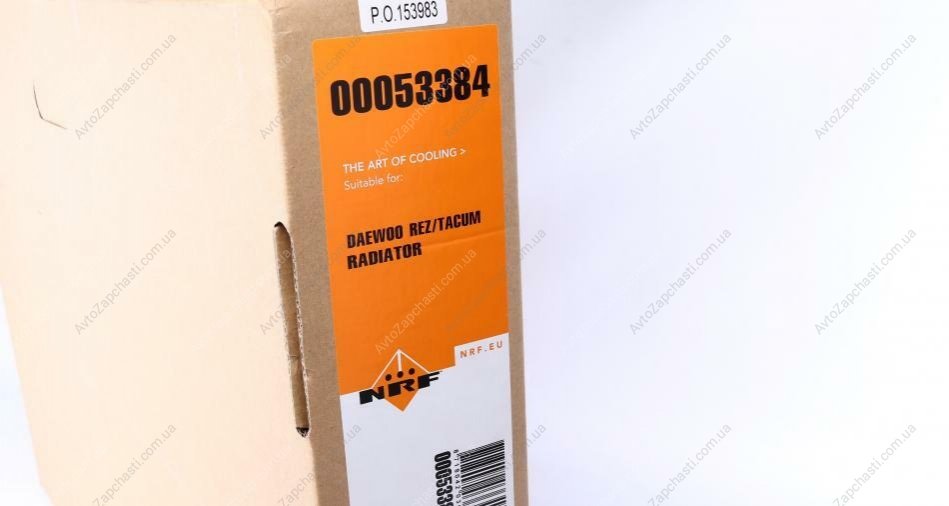 P.O.153983
00053384
THE ART OF COOLING >
Suitable for:
DAEWOO REZ/TACUM
RADIATOR
NRF.EU
NRF
AvtoZapchasti.com.ua